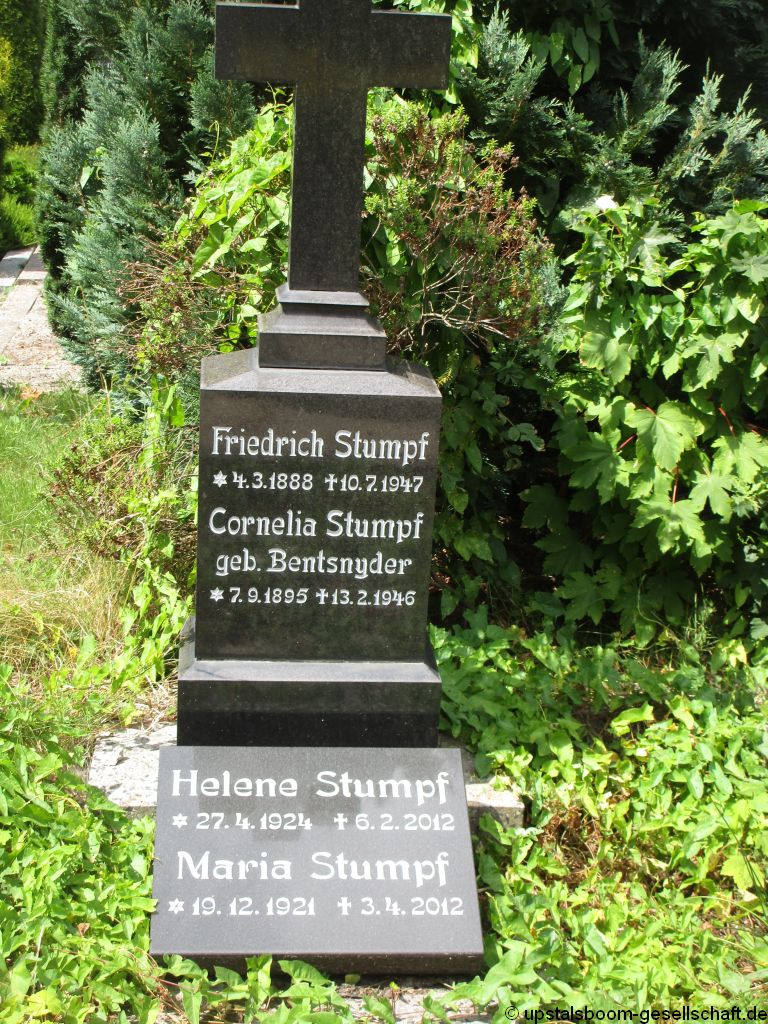 Friedrich Stumpf
✶ 4.3.1888 ✝ 10.7.1947
Cornelia Stumpf
geb. Bentsnyder
✶ 7.9.1895 ✝ 13.2.1946
Helene Stumpf
✶ 27.4.1924 ✝ 6.2.2012
Maria Stumpf
✶ 19.12.1921 ✝ 3.4.2012
© upstalsboom-gesellschaft.de